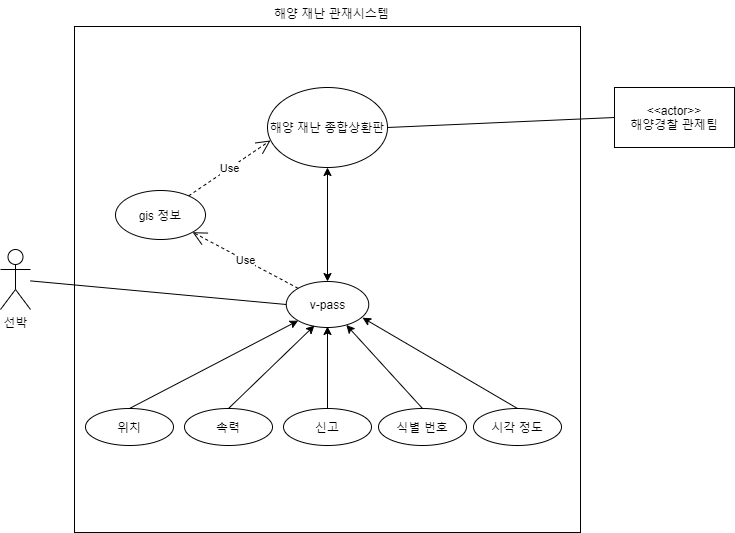 해양 재난 관재시스템
해양 재난 종합상환판
<<actor>>
해양경찰 관제팀
Use
gis 정보
Use
v-pass
선박
위치
속력
신고
식별 번호
시각 정도